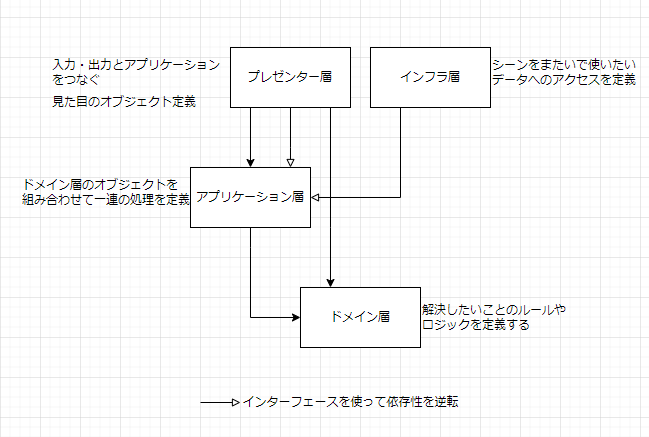 入力・出力とアプリケーション
をつなぐ
見た目のオブジェクト定義
プレゼンター層
インフラ層
シーンをまたいで使いたい
データへのアクセスを定義
ドメイン層のオブジェクトを
組み合わせて一連の処理を定義
アプリケーション層
ドメイン層
解決したいことのルールや
ロジックを定義する
インターフェースを使って依存性を逆転